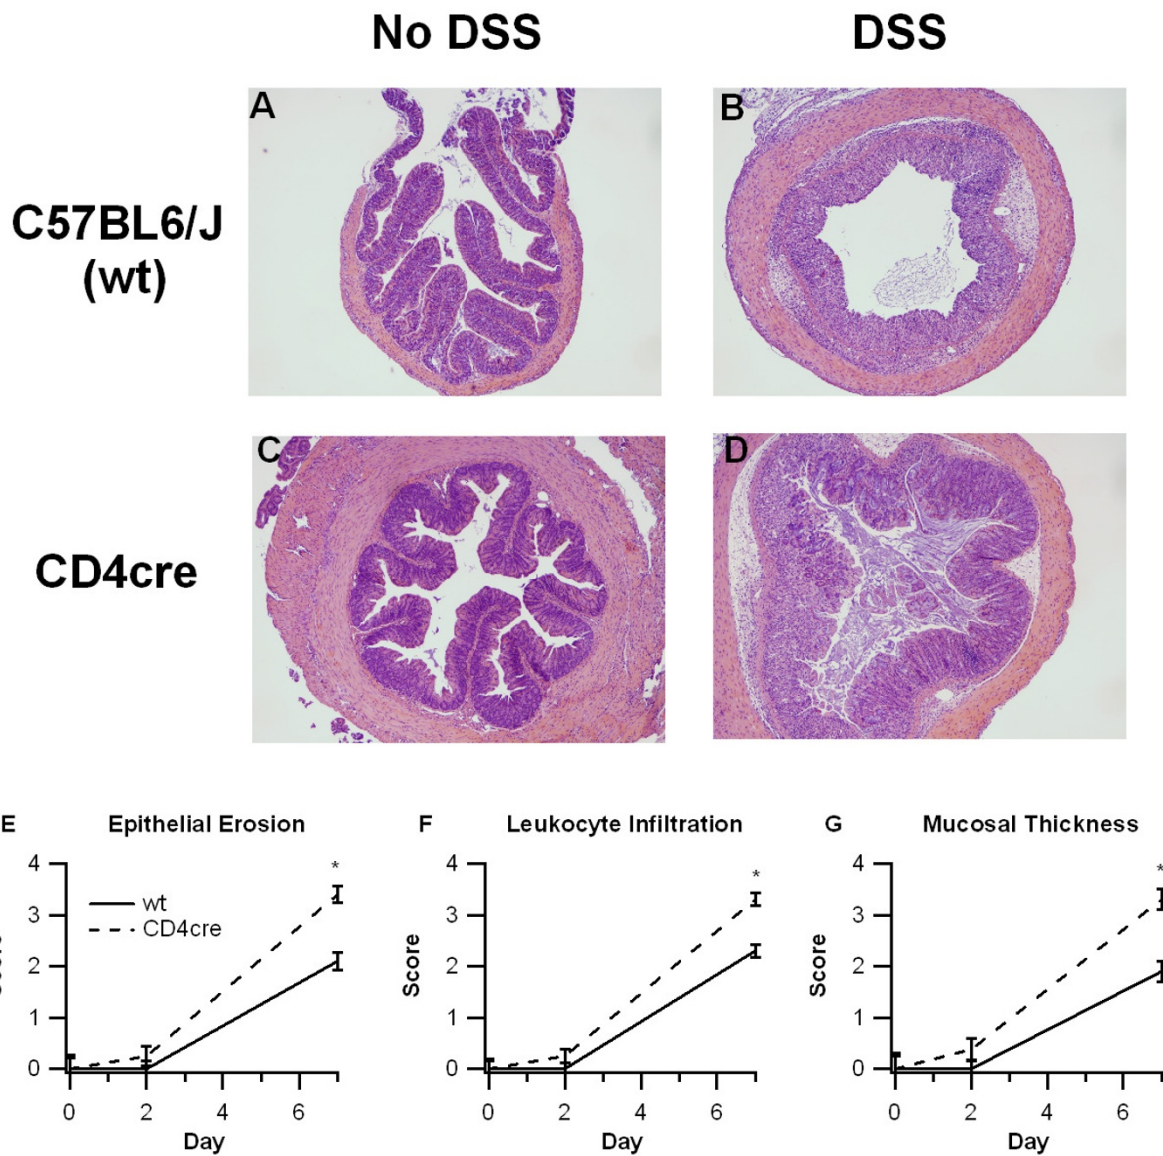 No DSS
DSS
A
B
C57BL6/J
(wt)
C
D
CD4cre
E
Epithelial Erosion
F
Leukocyte Infiltration
G
Mucosal Thickness
4
3
2
1
0
wt
CD4cre
*
0
2
4
6
Day
Score
4
3
2
1
0
*
0
2
4
6
Day
Score
4
3
2
1
0
*
0
2
4
6
Day